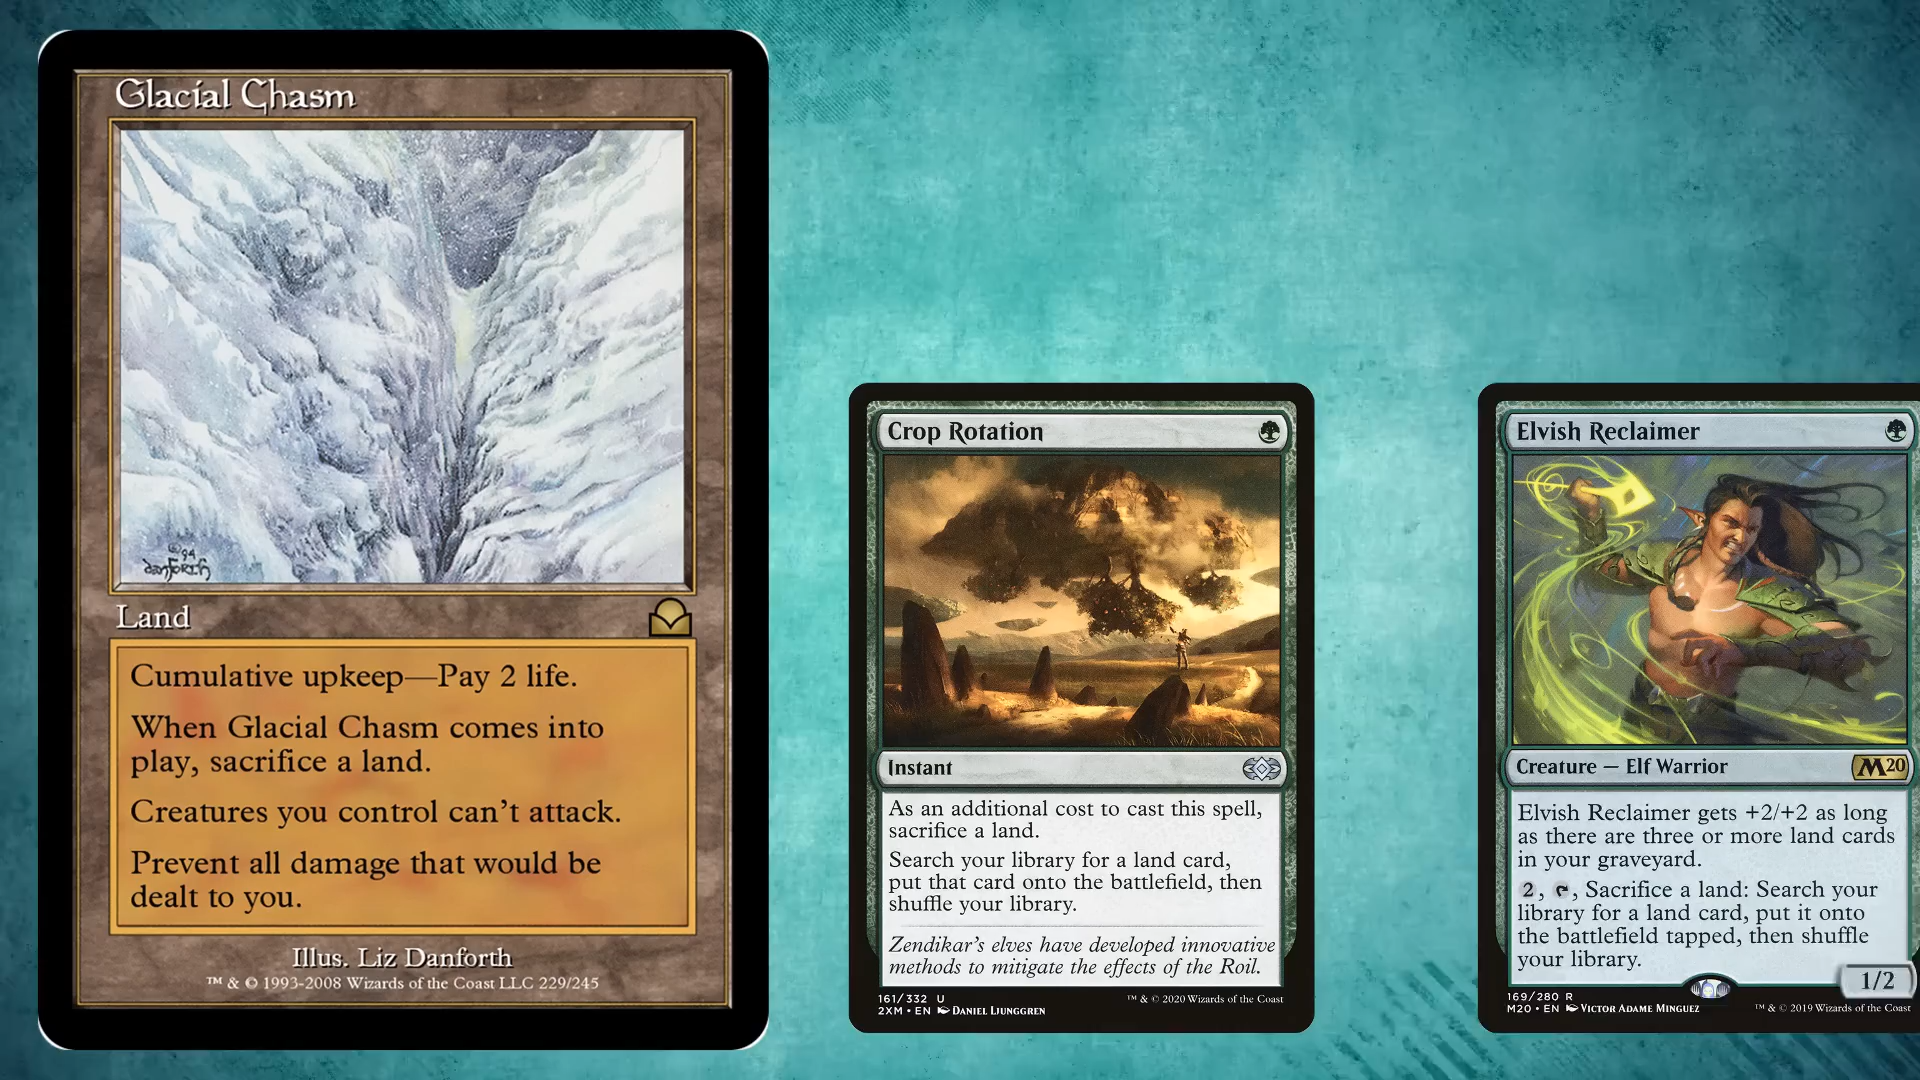 Glacial Chasm
W 94
Danforth
Land
Cumulative upkeep—Pay 2 life.
When Glacial Chasm comes into
play, sacrifice a land.
Creatures you control can't attack.
Prevent all damage that would be
dealt to you.
Illus. Liz Danforth
™ & © 1993-2008 Wizards of the Coast LLC 229/245
Crop Rotation
Instant
As an additional cost to cast this spell,
sacrifice a land.
Search your library for a land card,
put that card onto the battlefield, then
shuffle your library.
Zendikar's elves have developed innovative
methods to mitigate the effects of the Roil.
161/332 U
2XM • EN Daniel Ljunggren
™ & © 2020 Wizards of the Coast
Elvish Reclaimer
Creature — Elf Warrior
M20
Elvish Reclaimer gets +2/+2 as long
as there are three or more land cards
in your graveyard.
2, , Sacrifice a land: Search your
library for a land card, put it onto
the battlefield tapped, then shuffle
your library.
1/2
169/280 R
M20 • EN Victor Adame Minguez
™ & © 2019 Wizards of the Coast